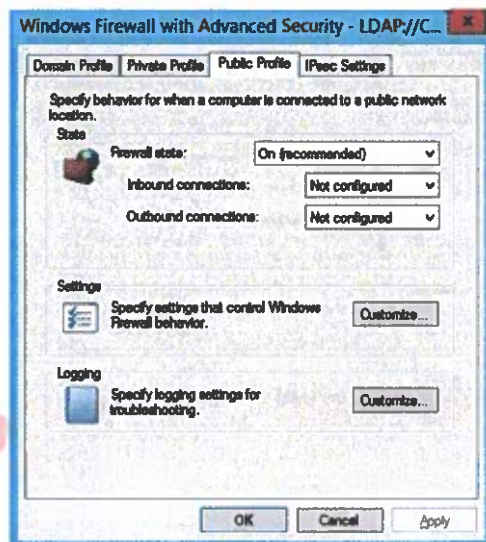 Windows Firewall with Advanced Security - LDAP://C...
Domain Profile Private Profile Public Profile IPsec Settings
Specify behavior for when a computer is connected to a public network
location.
State
Firewall state: On (recommended)
Inbound connections: Not configured
Outbound connections: Not configured
Settings
Specify settings that control Windows
Firewall behavior.
Customize...
Logging
Specify logging settings for
troubleshooting.
Customize...
OK Cancel Apply